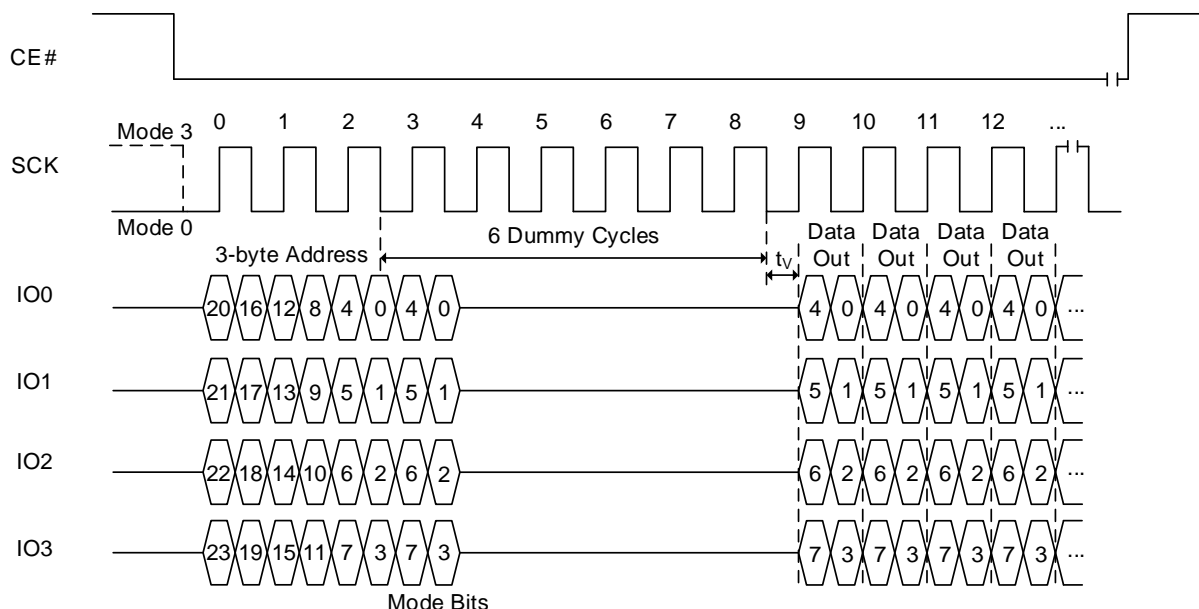 CE#
0 1 2 3 4 5 6 7 8 9 10 11 12 ...
Mode 3
SCK
Mode 0
6 Dummy Cycles
Data Out Data Out Data Out Data Out
3-byte Address
tV
IO0 20 16 12 8 4 0 4 0 4 0 4 0 4 0 4 0 ...
IO1 21 17 13 9 5 1 5 1 5 1 5 1 5 1 5 1 ...
IO2 22 18 14 10 6 2 6 2 6 2 6 2 6 2 6 2 ...
IO3 23 19 15 11 7 3 7 3 7 3 7 3 7 3 7 3 ...
Mode Bits